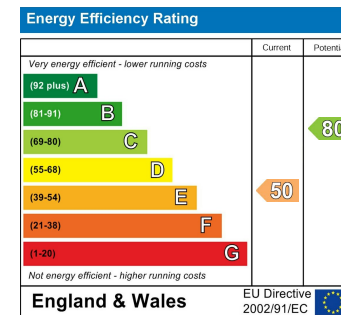 Energy Efficiency Rating
Current Potenti
Very energy efficient - lower running costs
(92 plus) A
(81-91) B
(69-80) C
(55-68) D
(39-54) E
(21-38) F
(1-20) G
50
80
Not energy efficient - higher running costs
England & Wales
EU Directive
2002/91/EC